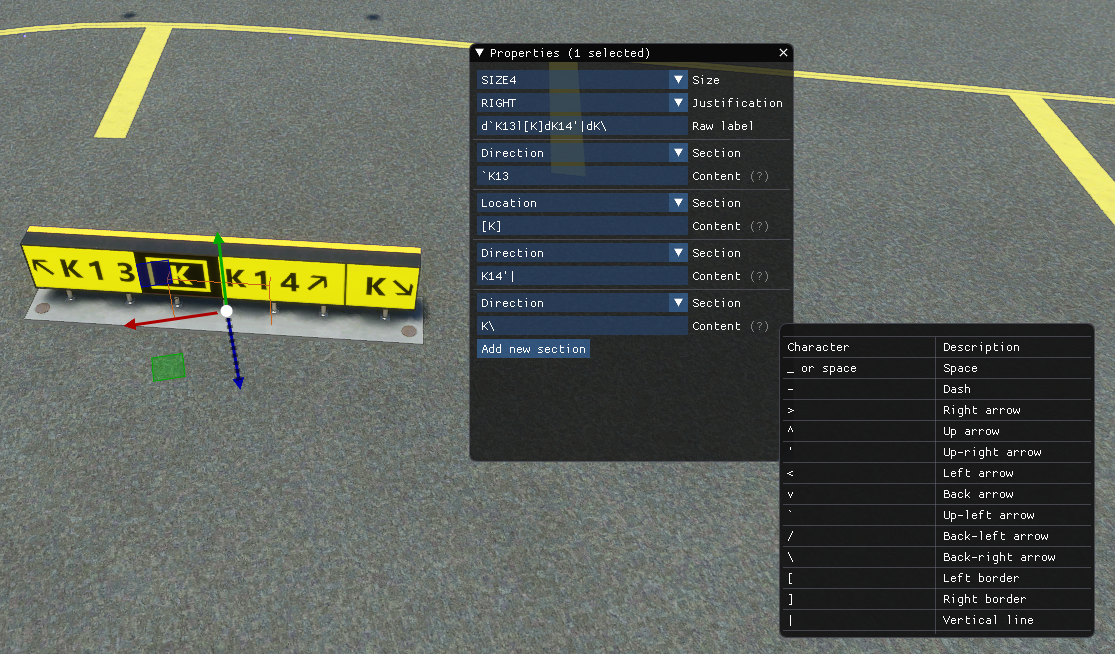 Properties (1 selected)
SIZE4 Size
RIGHT Justification
d`K13l[K]dK14'|dK\ Raw label
Direction Section
`K13 Content (?)
Location Section
[K] Content (?)
Direction Section
K14'| Content (?)
Direction Section
K\ Content (?)
Add new section
↖K13 K K14↗ K↘
Character Description
_ or space Space
- Dash
> Right arrow
^ Up arrow
' Up-right arrow
< Left arrow
v Back arrow
` Up-left arrow
/ Back-left arrow
\ Back-right arrow
[ Left border
] Right border
| Vertical line